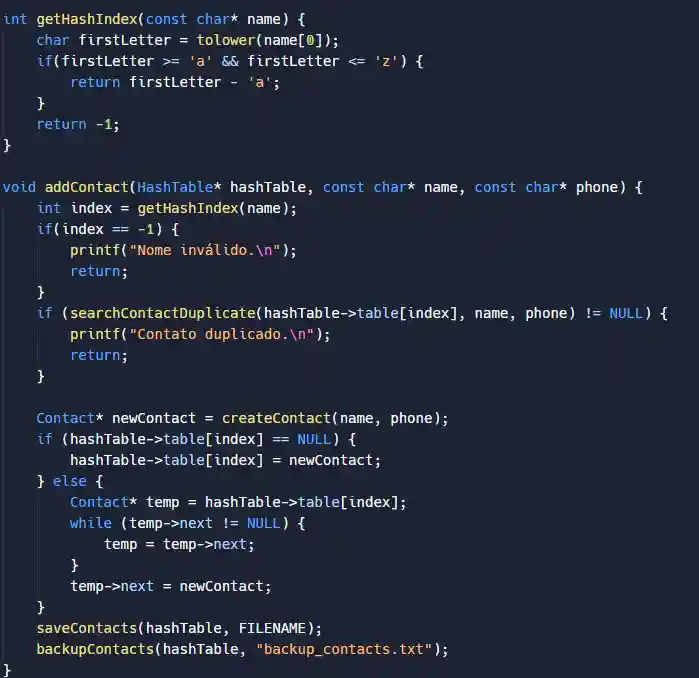 int getHashIndex(const char* name) {
    char firstLetter = tolower(name[0]);
    if(firstLetter >= 'a' && firstLetter <= 'z') {
        return firstLetter - 'a';
    }
    return -1;
}

void addContact(HashTable* hashTable, const char* name, const char* phone) {
    int index = getHashIndex(name);
    if(index == -1) {
        printf("Nome inválido.\n");
        return;
    }
    if (searchContactDuplicate(hashTable->table[index], name, phone) != NULL) {
        printf("Contato duplicado.\n");
        return;
    }

    Contact* newContact = createContact(name, phone);
    if (hashTable->table[index] == NULL) {
        hashTable->table[index] = newContact;
    } else {
        Contact* temp = hashTable->table[index];
        while (temp->next != NULL) {
            temp = temp->next;
        }
        temp->next = newContact;
    }
    saveContacts(hashTable, FILENAME);
    backupContacts(hashTable, "backup_contacts.txt");
}